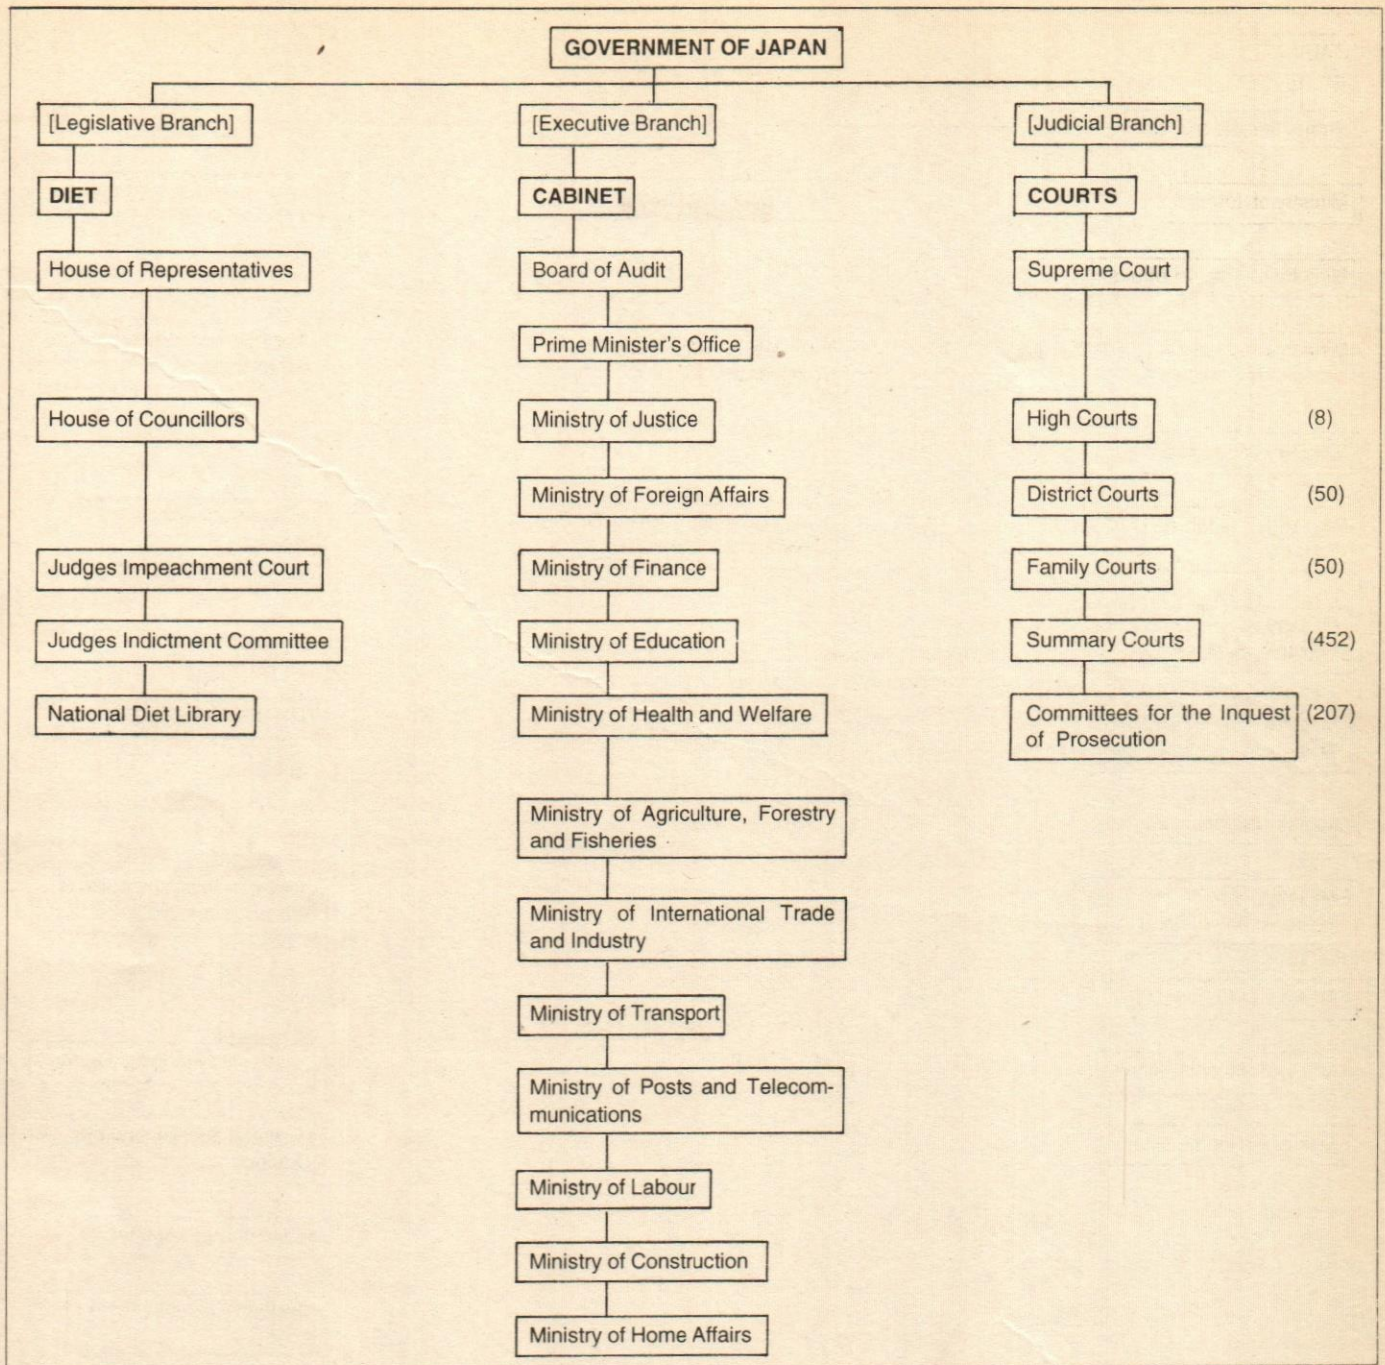 GOVERNMENT OF JAPAN
[Legislative Branch]
DIET
House of Representatives
House of Councillors
Judges Impeachment Court
Judges Indictment Committee
National Diet Library
[Executive Branch]
CABINET
Board of Audit
Prime Minister's Office
Ministry of Justice
Ministry of Foreign Affairs
Ministry of Finance
Ministry of Education
Ministry of Health and Welfare
Ministry of Agriculture, Forestry
and Fisheries
Ministry of International Trade
and Industry
Ministry of Transport
Ministry of Posts and Telecom-
munications
Ministry of Labour
Ministry of Construction
Ministry of Home Affairs
[Judicial Branch]
COURTS
Supreme Court
High Courts (8)
District Courts (50)
Family Courts (50)
Summary Courts (452)
Committees for the Inquest (207)
of Prosecution